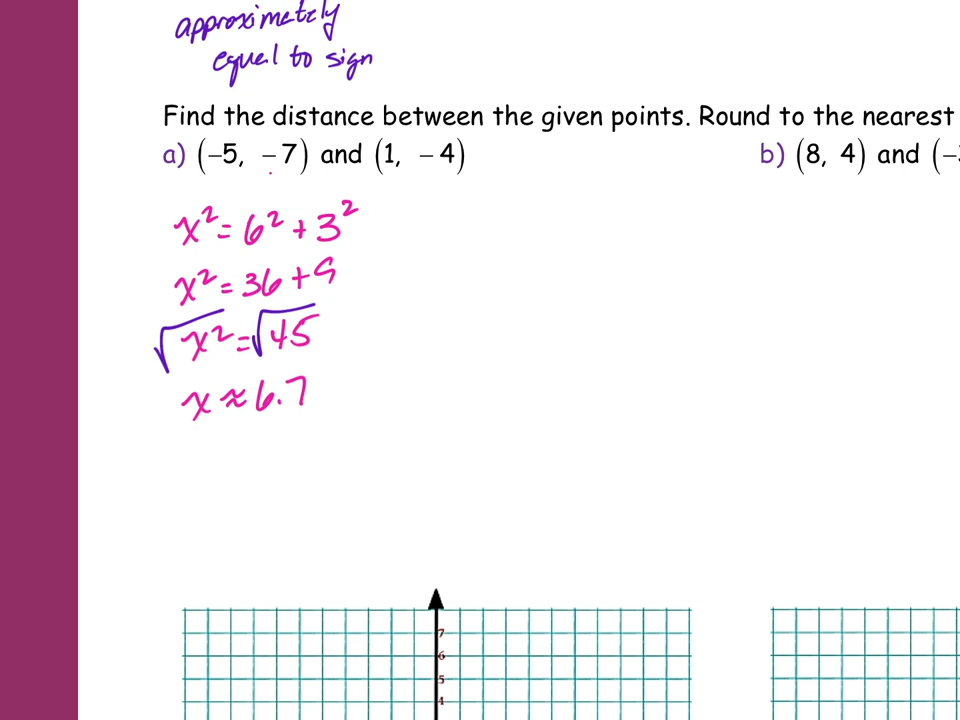 approximately
equal to sign
Find the distance between the given points. Round to the nearest
a) (−5, −7) and (1, −4)
b) (8, 4) and (−3
x² = 6² + 3²
x² = 36 + 9
√x² = √45
x ≈ 6.7
7
6
5
4